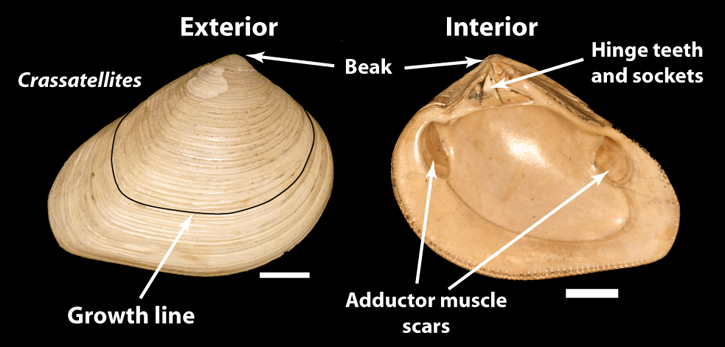 Exterior
Interior
Crassatellites
Beak
Hinge teeth
and sockets
Growth line
Adductor muscle
scars